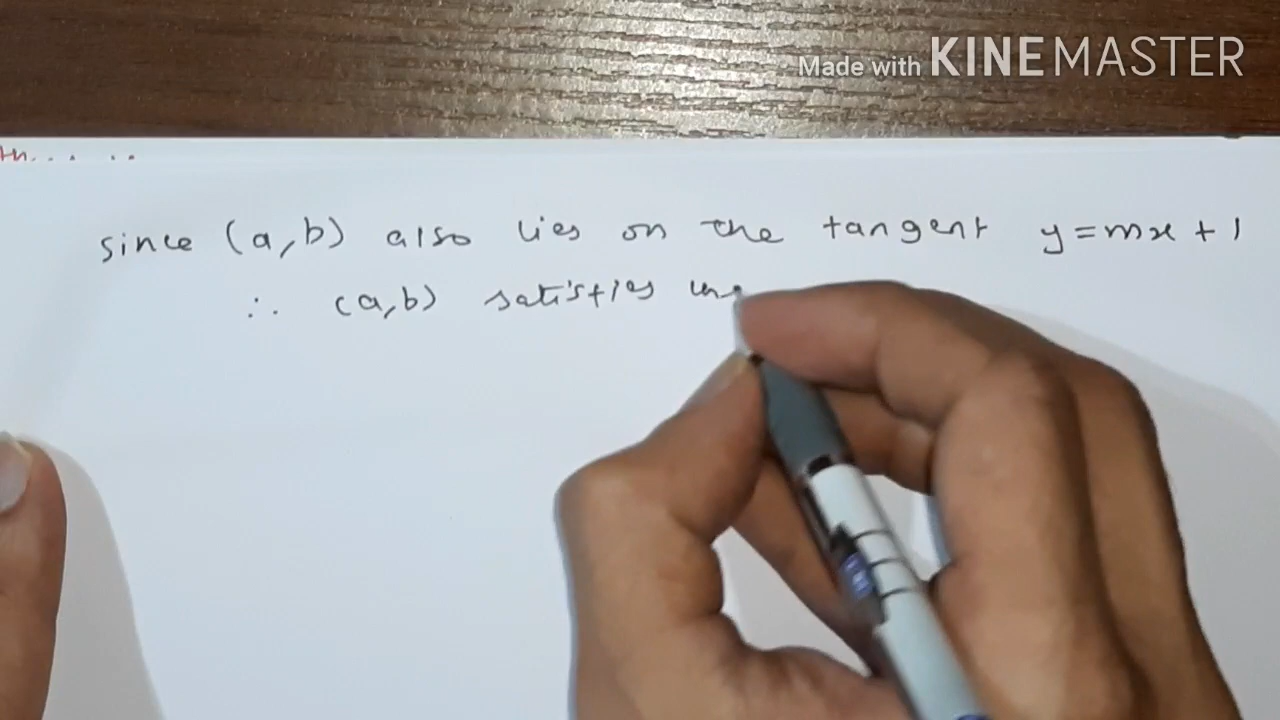 Made with KINEMASTER
since (a,b) also lies on the tangent y=mx+1
∴ (a,b) satisfies